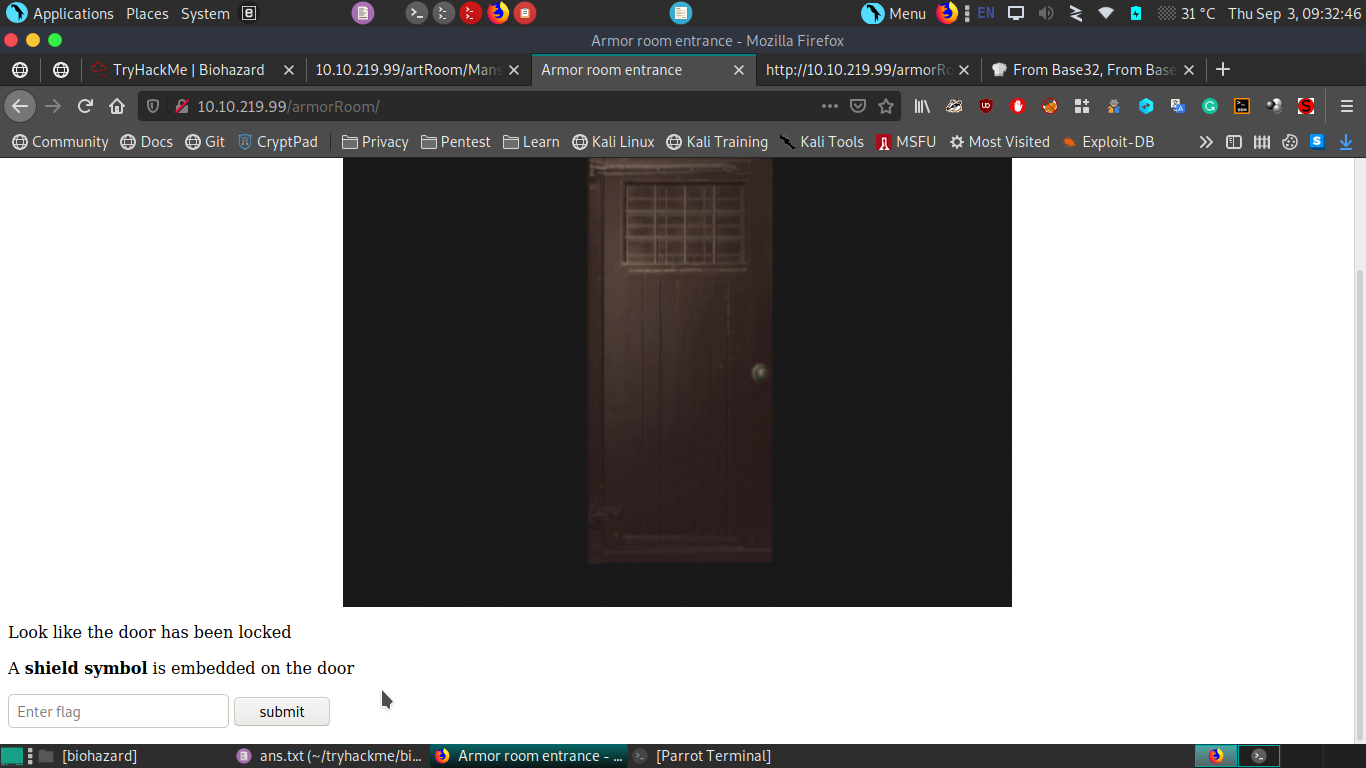 Applications Places System Menu EN 31 °C Thu Sep 3, 09:32:46
Armor room entrance - Mozilla Firefox
TryHackMe | Biohazard 10.10.219.99/artRoom/Mans Armor room entrance http://10.10.219.99/armorRo From Base32, From Base
10.10.219.99/armorRoom/
Community Docs Git CryptPad Privacy Pentest Learn Kali Linux Kali Training Kali Tools MSFU Most Visited Exploit-DB
Look like the door has been locked
A shield symbol is embedded on the door
Enter flag submit
[biohazard] ans.txt (~/tryhackme/bi... Armor room entrance - ... [Parrot Terminal]